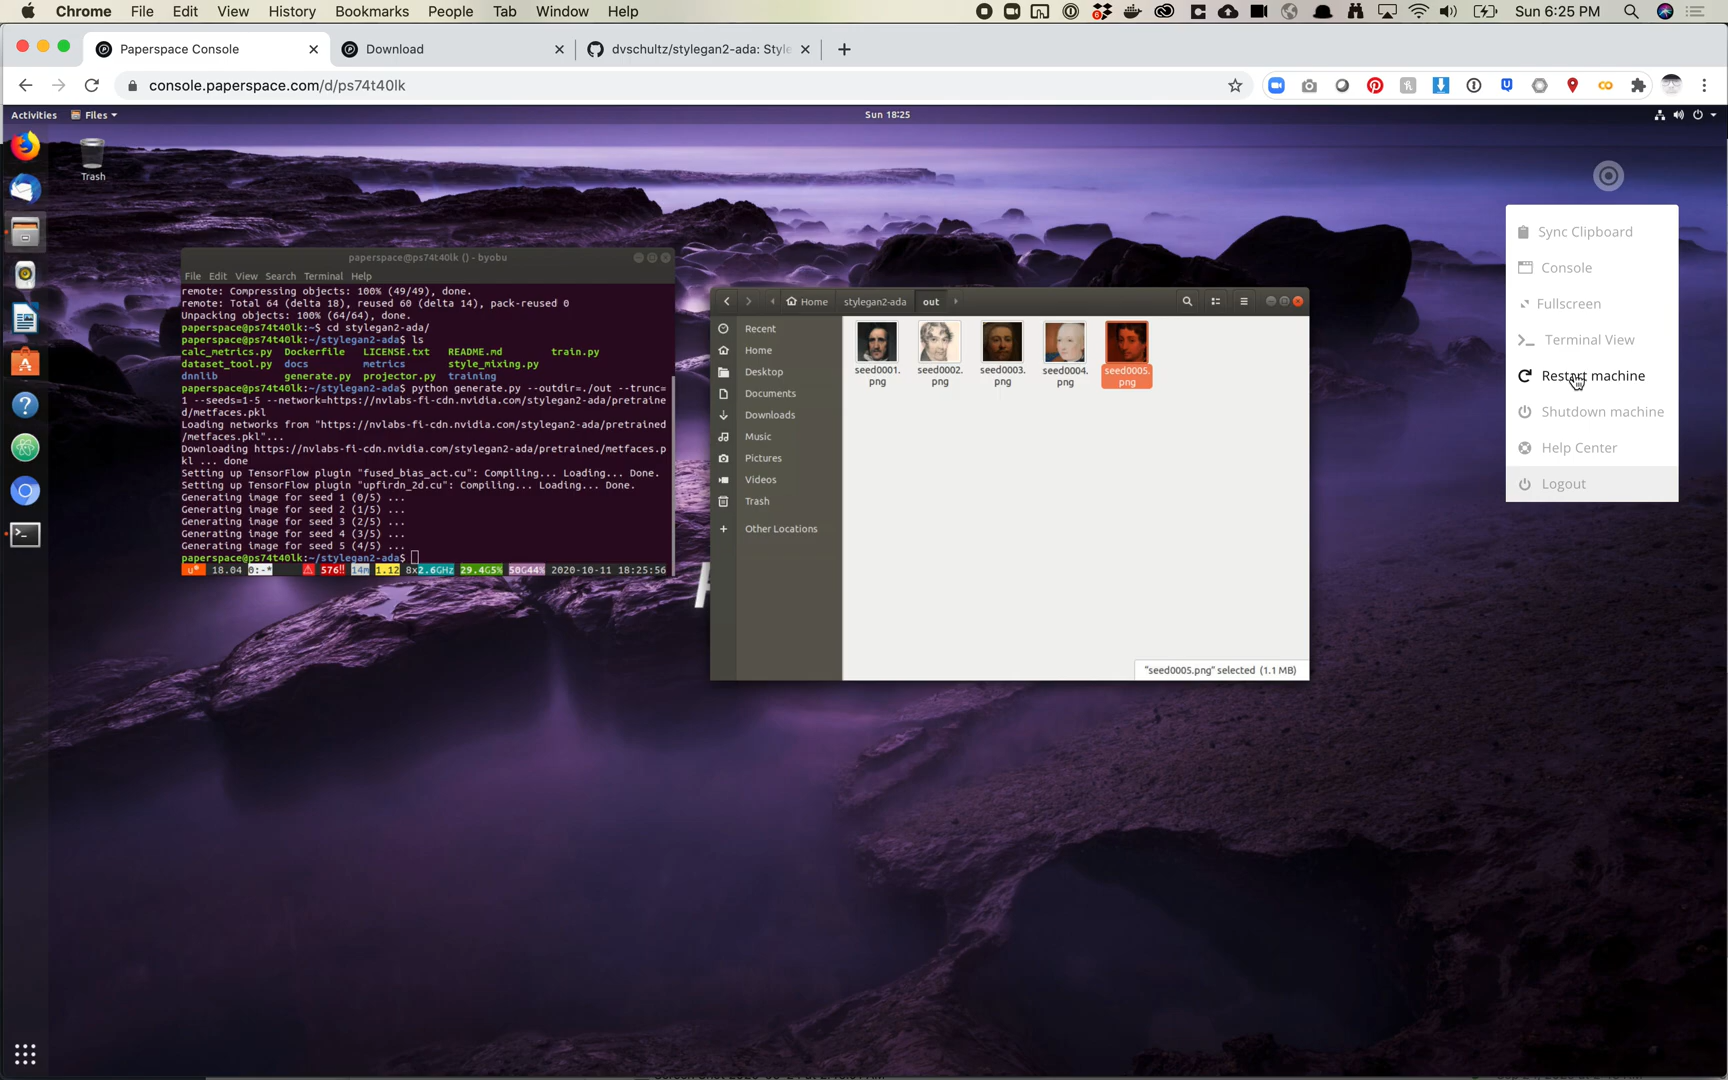 Chrome File Edit View History Bookmarks People Tab Window Help
Sun 6:25 PM
Paperspace Console
Download
dvschultz/stylegan2-ada: Style
console.paperspace.com/d/ps74t40lk
Activities Files
Sun 18:25
Trash
paperspace@ps74t40lk () - byobu
File Edit View Search Terminal Help
remote: Compressing objects: 100% (49/49), done.
remote: Total 64 (delta 18), reused 60 (delta 14), pack-reused 0
Unpacking objects: 100% (64/64), done.
paperspace@ps74t40lk:~$ cd stylegan2-ada/
paperspace@ps74t40lk:~/stylegan2-ada$ ls
calc_metrics.py Dockerfile LICENSE.txt README.md train.py
dataset_tool.py docs metrics style_mixing.py
dnnlib generate.py projector.py training
paperspace@ps74t40lk:~/stylegan2-ada$ python generate.py --outdir=./out --trunc=
1 --seeds=1-5 --network=https://nvlabs-fi-cdn.nvidia.com/stylegan2-ada/pretraine
d/metfaces.pkl
Loading networks from "https://nvlabs-fi-cdn.nvidia.com/stylegan2-ada/pretrained
/metfaces.pkl"...
Downloading https://nvlabs-fi-cdn.nvidia.com/stylegan2-ada/pretrained/metfaces.p
kl ... done
Setting up TensorFlow plugin "fused_bias_act.cu": Compiling... Loading... Done.
Setting up TensorFlow plugin "upfirdn_2d.cu": Compiling... Loading... Done.
Generating image for seed 1 (0/5) ...
Generating image for seed 2 (1/5) ...
Generating image for seed 3 (2/5) ...
Generating image for seed 4 (3/5) ...
Generating image for seed 5 (4/5) ...
paperspace@ps74t40lk:~/stylegan2-ada$
u* 18.04 0:-* 576!! 14m 1.12 8x2.6GHz 29.4G5% 50G44% 2020-10-11 18:25:56
Home stylegan2-ada out
Recent
Home
Desktop
Documents
Downloads
Music
Pictures
Videos
Trash
Other Locations
seed0001.
png
seed0002.
png
seed0003.
png
seed0004.
png
seed0005.
png
"seed0005.png" selected (1.1 MB)
Sync Clipboard
Console
Fullscreen
Terminal View
Restart machine
Shutdown machine
Help Center
Logout